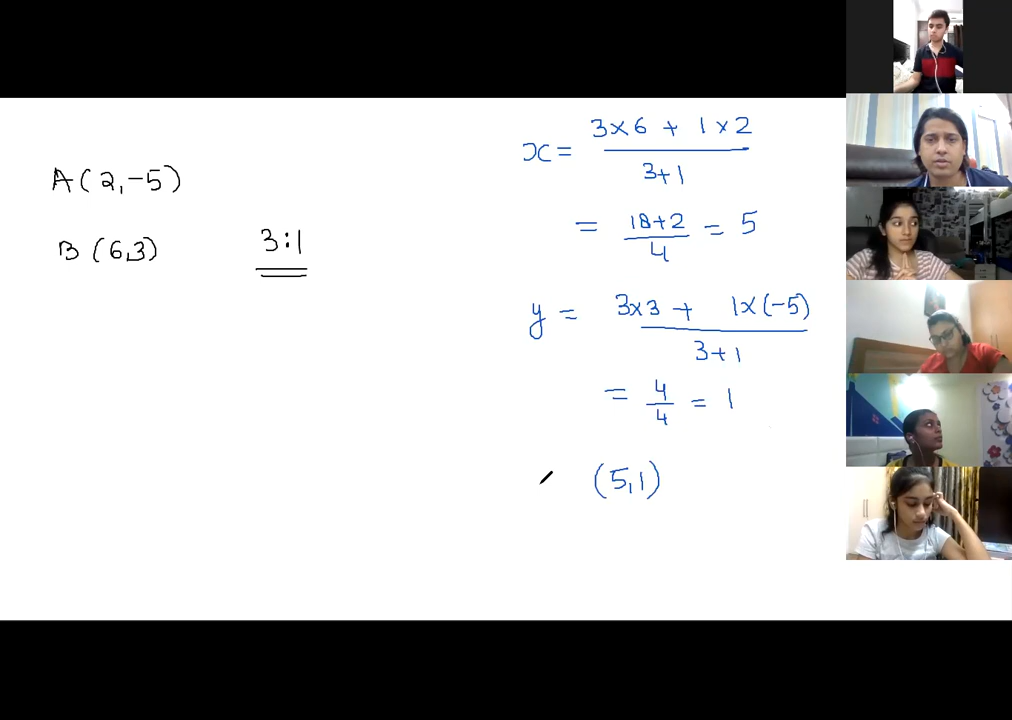 A(2,-5)
B (6,3)
3:1
x = (3×6 + 1×2)/(3+1)
= (18+2)/4 = 5
y = (3×3 + 1×(-5))/(3+1)
= 4/4 = 1
(5,1)